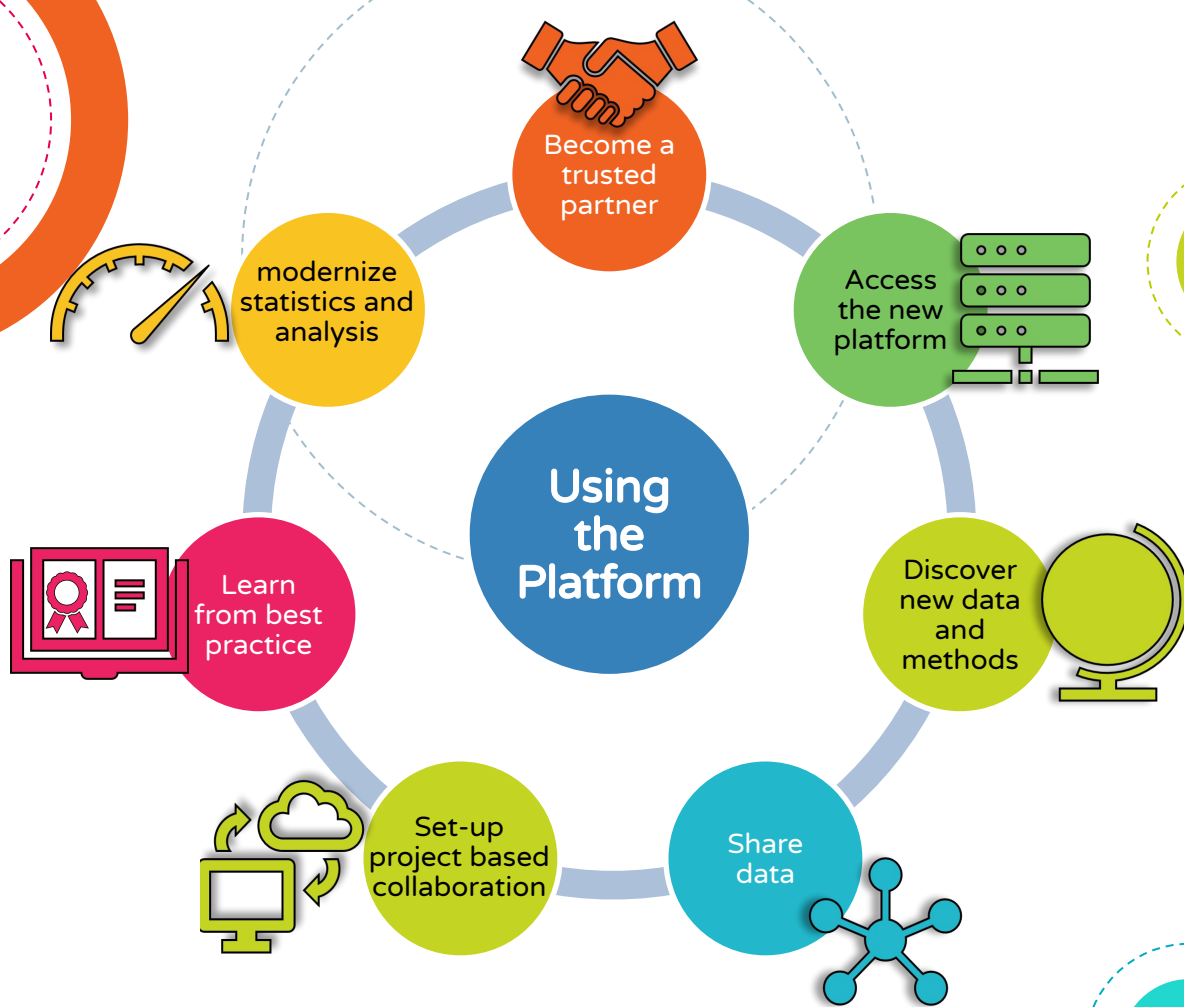 Become a
trusted
partner
Access
the new
platform
Discover
new data
and
methods
Share
data
Set-up
project based
collaboration
Learn
from best
practice
modernize
statistics and
analysis
Using
the
Platform